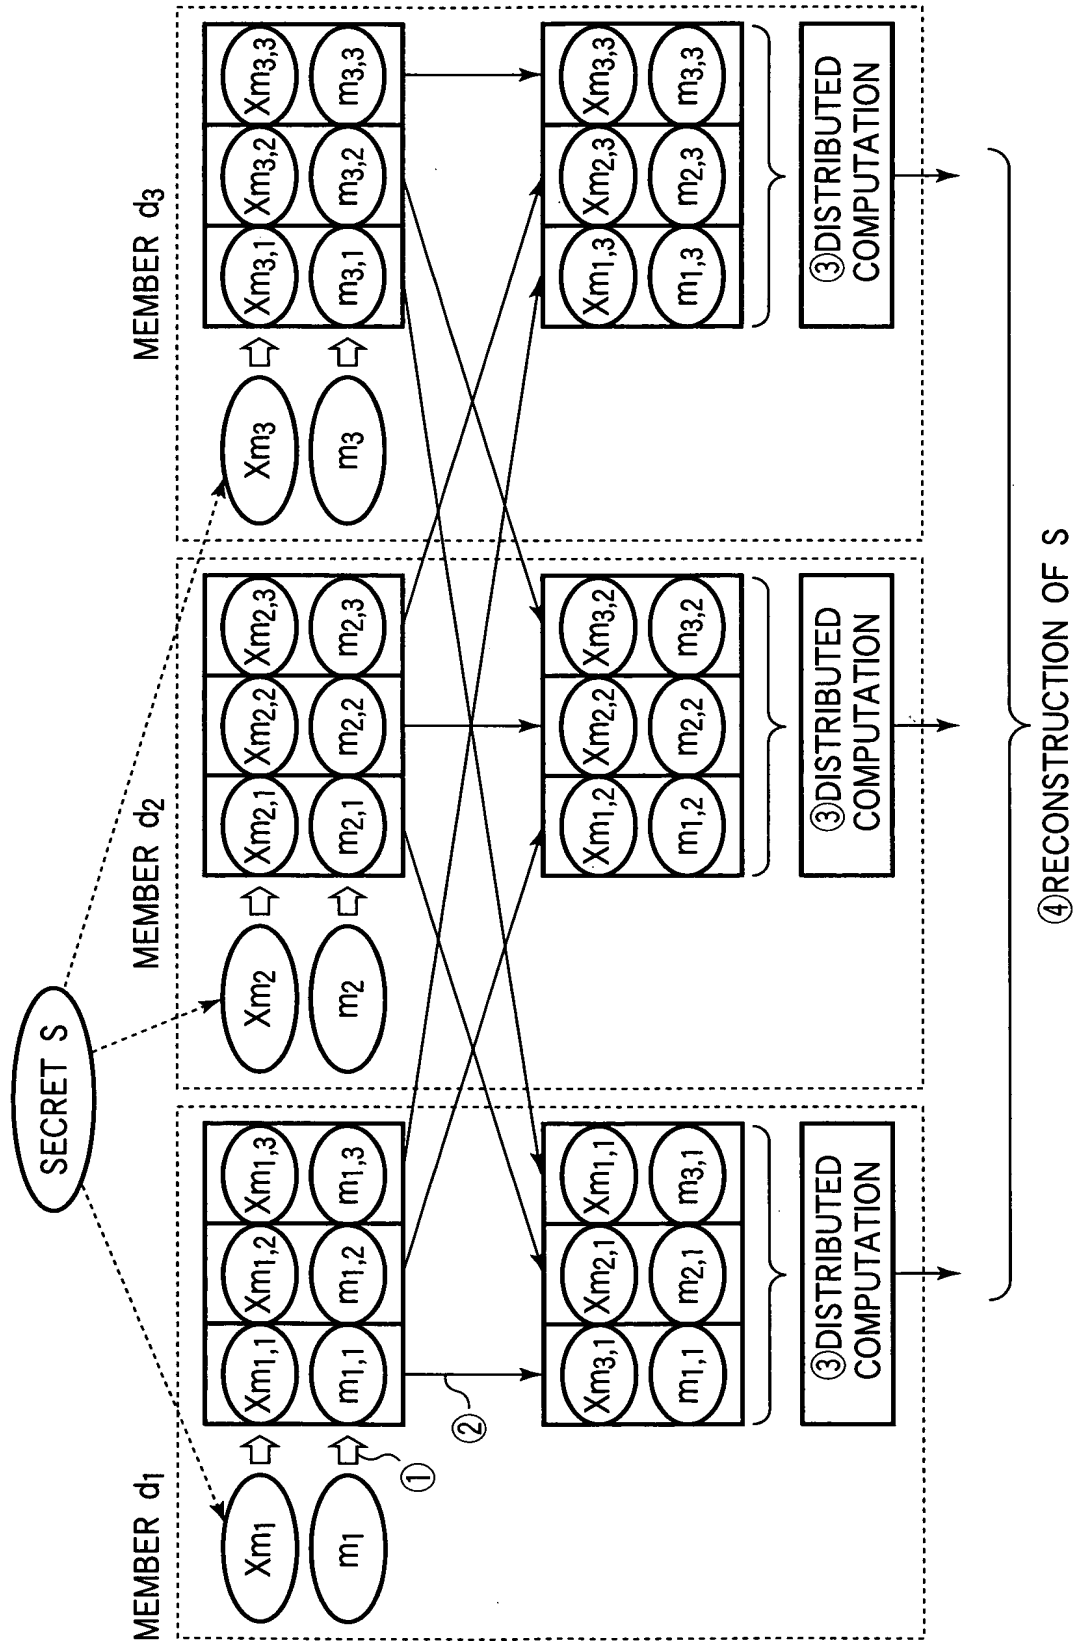 SECRET S
MEMBER d1
MEMBER d2
MEMBER d3
Xm1
Xm1,1 Xm1,2 Xm1,3
m1
m1,1 m1,2 m1,3
①
②
Xm2
Xm2,1 Xm2,2 Xm2,3
m2
m2,1 m2,2 m2,3
Xm3
Xm3,1 Xm3,2 Xm3,3
m3
m3,1 m3,2 m3,3
Xm3,1 Xm2,1 Xm1,1
m1,1 m2,1 m3,1
Xm1,2 Xm2,2 Xm3,2
m1,2 m2,2 m3,2
Xm1,3 Xm2,3 Xm3,3
m1,3 m2,3 m3,3
③DISTRIBUTED
COMPUTATION
③DISTRIBUTED
COMPUTATION
③DISTRIBUTED
COMPUTATION
④RECONSTRUCTION OF S